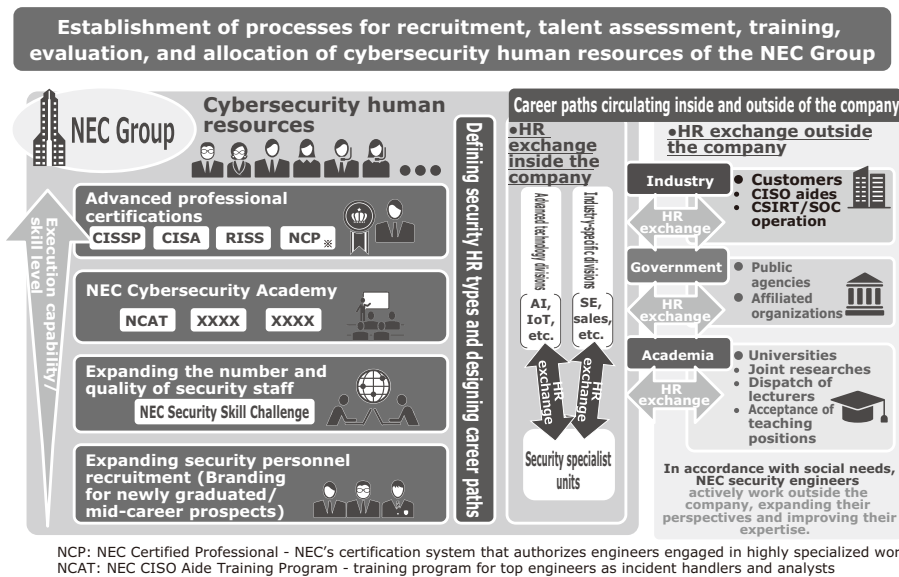 Establishment of processes for recruitment, talent assessment, training,
evaluation, and allocation of cybersecurity human resources of the NEC Group
NEC Group
Cybersecurity human
resources
Execution capability/
skill level
Advanced professional
certifications
CISSP CISA RISS NCP※
NEC Cybersecurity Academy
NCAT XXXX XXXX
Expanding the number and
quality of security staff
NEC Security Skill Challenge
Expanding security personnel
recruitment (Branding
for newly graduated/
mid-career prospects)
Defining security HR types and designing career paths
Career paths circulating inside and outside of the company
•HR
exchange
inside the
company
Advanced technology divisions
AI,
IoT,
etc.
Industry-specific divisions
SE,
sales,
etc.
HR
exchange
HR
exchange
Security specialist
units
•HR exchange outside
the company
Industry
HR
exchange
• Customers
• CISO aides
• CSIRT/SOC
operation
Government
HR
exchange
• Public
agencies
• Affiliated
organizations
Academia
HR
exchange
• Universities
• Joint researches
• Dispatch of
lecturers
• Acceptance of
teaching
positions
In accordance with social needs,
NEC security engineers
actively work outside the
company, expanding their
perspectives and improving their
expertise.
NCP: NEC Certified Professional - NEC's certification system that authorizes engineers engaged in highly specialized wor
NCAT: NEC CISO Aide Training Program - training program for top engineers as incident handlers and analysts